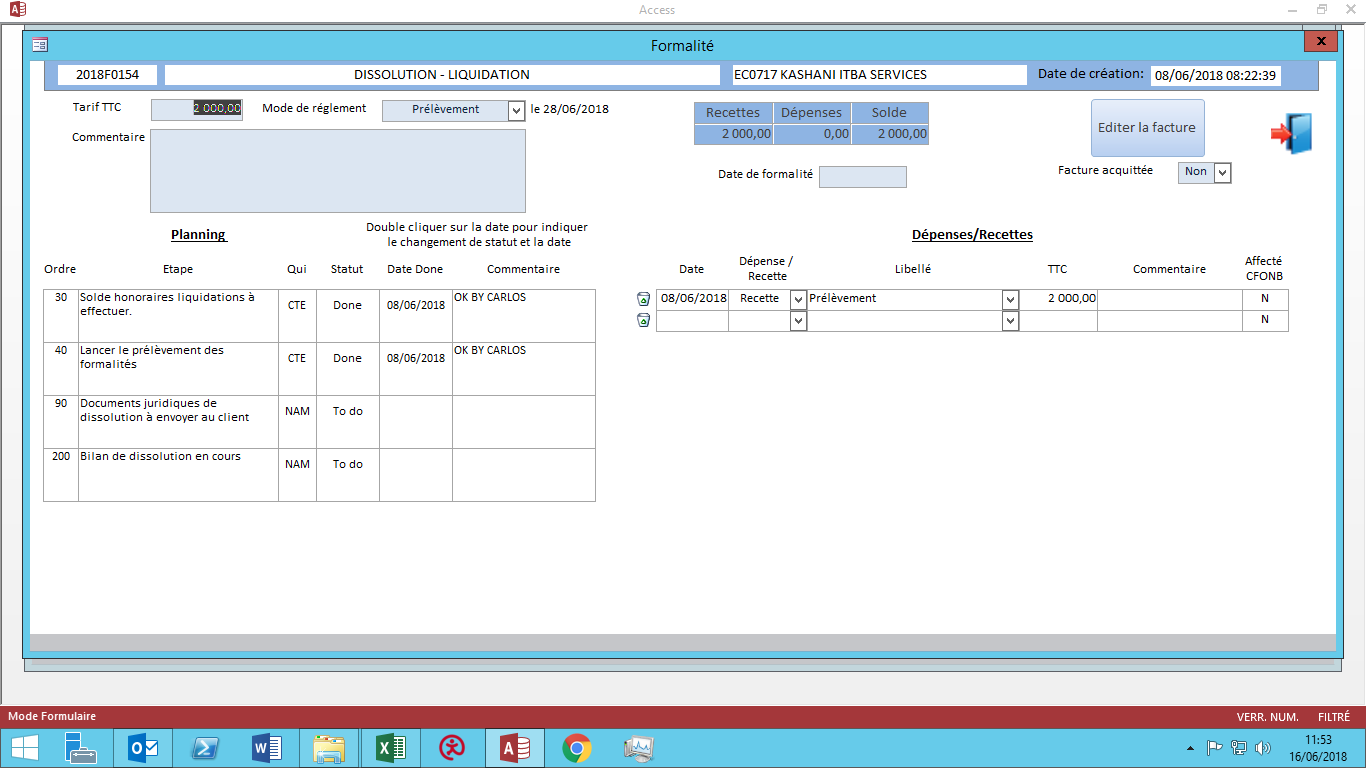 Access
Formalité
2018F0154
DISSOLUTION - LIQUIDATION
EC0717 KASHANI ITBA SERVICES
Date de création:
08/06/2018 08:22:39
Tarif TTC
2 000,00
Mode de réglement
Prélèvement
le 28/06/2018
Recettes
Dépenses
Solde
2 000,00
0,00
2 000,00
Editer la facture
Commentaire
Date de formalité
Facture acquittée
Non
Planning
Double cliquer sur la date pour indiquer
le changement de statut et la date
Ordre
Etape
Qui
Statut
Date Done
Commentaire
30
Solde honoraires liquidations à
effectuer.
CTE
Done
08/06/2018
OK BY CARLOS
40
Lancer le prélèvement des
formalités
CTE
Done
08/06/2018
OK BY CARLOS
90
Documents juridiques de
dissolution à envoyer au client
NAM
To do
200
Bilan de dissolution en cours
NAM
To do
Dépenses/Recettes
Date
Dépense /
Recette
Libellé
TTC
Commentaire
Affecté
CFONB
08/06/2018
Recette
Prélèvement
2 000,00
N
N
Mode Formulaire
VERR. NUM.
FILTRÉ
11:53
16/06/2018